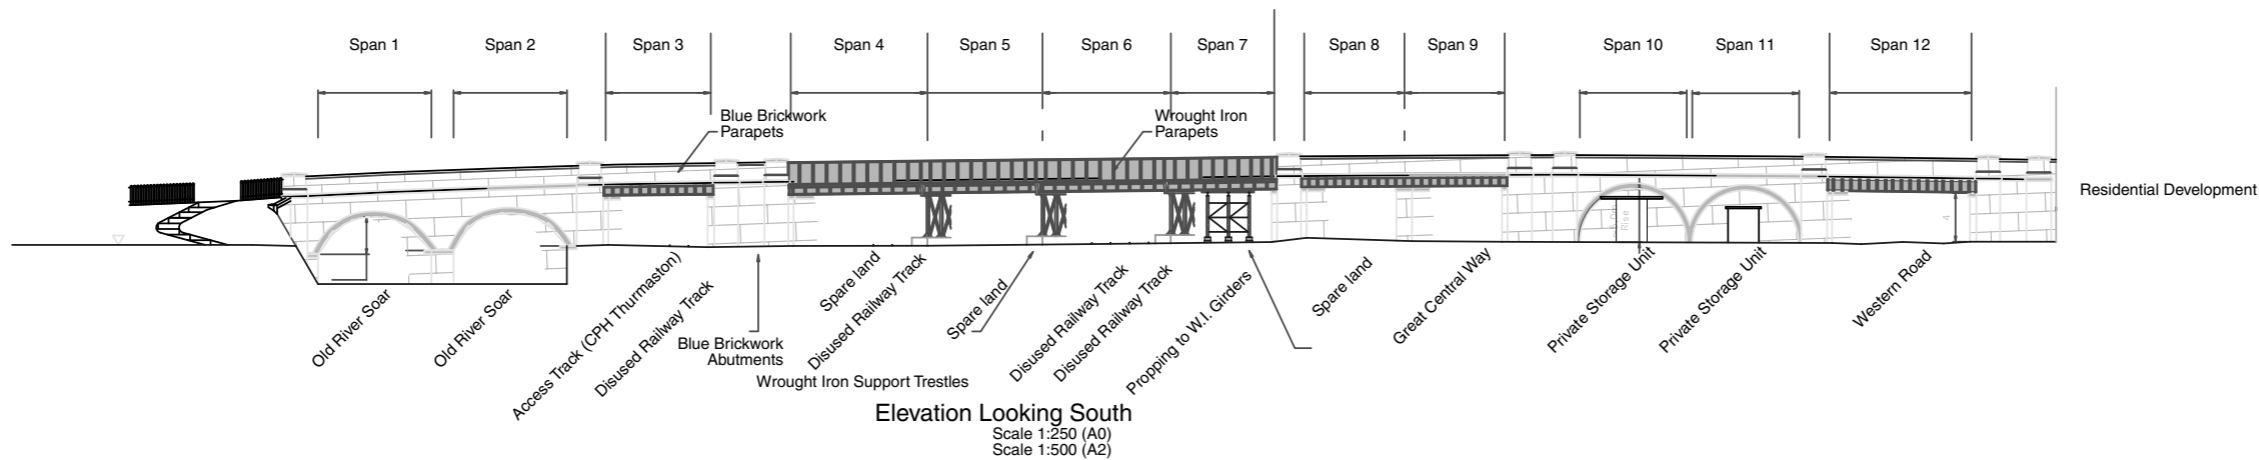 Span 1
Span 2
Span 3
Span 4
Span 5
Span 6
Span 7
Span 8
Span 9
Span 10
Span 11
Span 12
Blue Brickwork
Parapets
Wrought Iron
Parapets
Residential Development
Rise
4
Old River Soar
Old River Soar
Access Track (CPH Thurmaston)
Disused Railway Track
Blue Brickwork
Abutments
Spare land
Disused Railway Track
Spare land
Disused Railway Track
Disused Railway Track
Propping to W.I. Girders
Spare land
Great Central Way
Private Storage Unit
Private Storage Unit
Western Road
Wrought Iron Support Trestles
Elevation Looking South
Scale 1:250 (A0)
Scale 1:500 (A2)